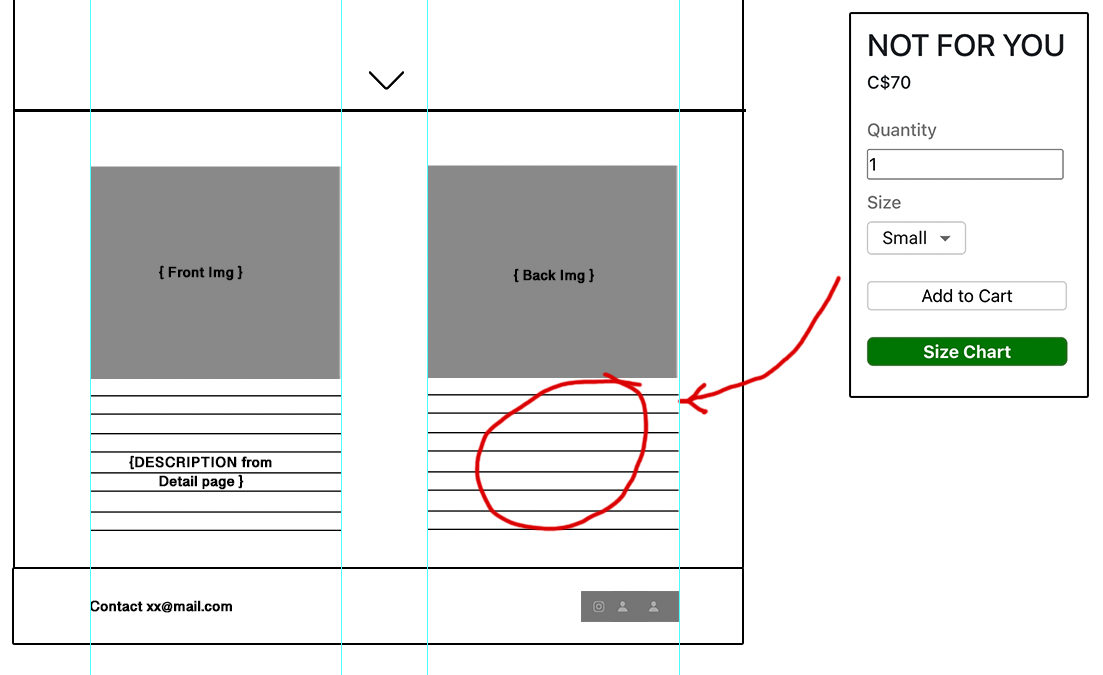 { Front Img }
{ Back Img }
{DESCRIPTION from
Detail page }
Contact xx@mail.com
NOT FOR YOU
C$70
Quantity
1
Size
Small
Add to Cart
Size Chart